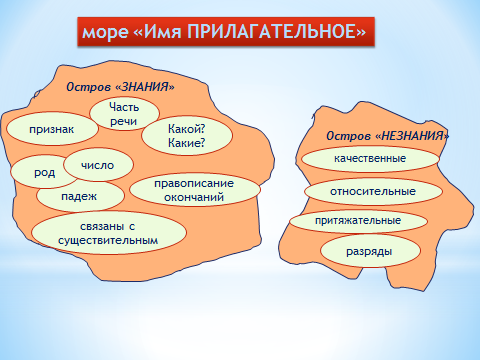 море «Имя ПРИЛАГАТЕЛЬНОЕ»
Остров «ЗНАНИЯ»
Часть
речи
признак
Какой?
Какие?
род
число
падеж
правописание
окончаний
связаны с
существительным
Остров «НЕЗНАНИЯ»
качественные
относительные
притяжательные
разряды